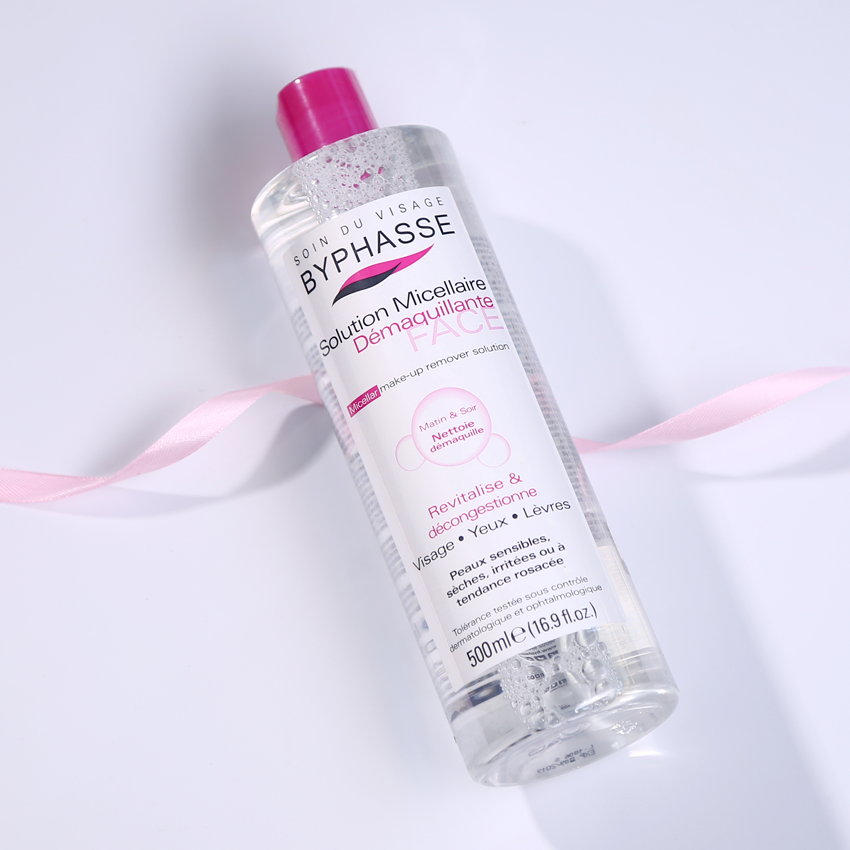 SOIN DU VISAGE
BYPHASSE
Solution Micellaire
Démaquillante
FACE
Micellar make-up remover solution
Matin & Soir
Nettoie
démaquille
Revitalise &
décongestionne
Visage • Yeux • Lèvres
Peaux sensibles,
sèches, irritées ou à
tendance rosacée
Tolérance testée sous contrôle
dermatologique et ophtalmologique
500ml℮(16.9 fl.oz.)